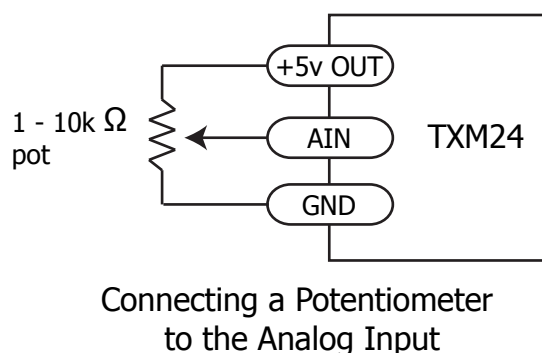 +5v OUT
1 - 10k Ω
pot
AIN
TXM24
GND
Connecting a Potentiometer
to the Analog Input